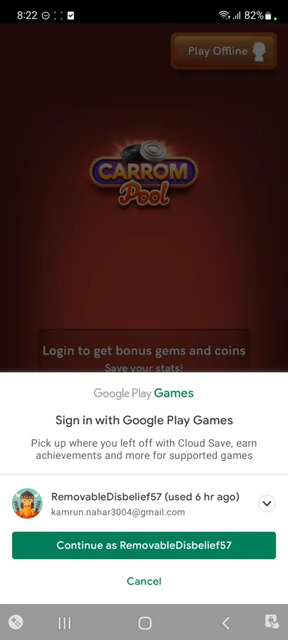 8:22
82%
Play Offline
CARROM
Pool
Login to get bonus gems and coins
Save your stats!
Google Play Games
Sign in with Google Play Games
Pick up where you left off with Cloud Save, earn
achievements and more for supported games
RemovableDisbelief57 (used 6 hr ago)
kamrun.nahar3004@gmail.com
Continue as RemovableDisbelief57
Cancel